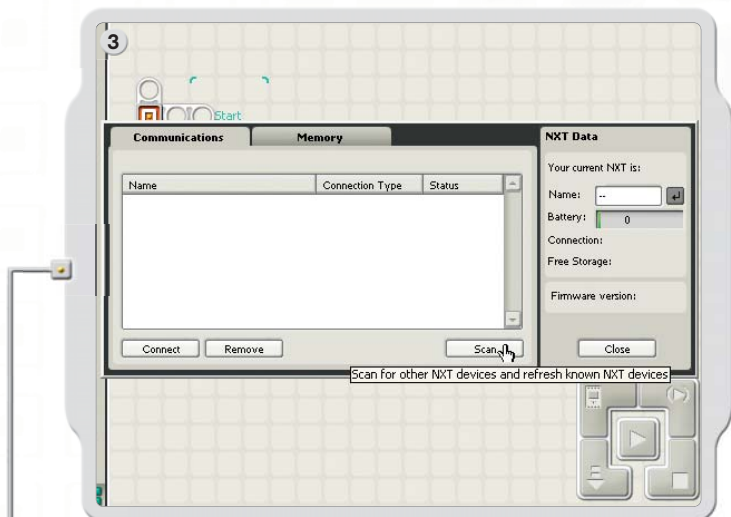 3
Start
Communications
Memory
NXT Data
Name
Connection Type
Status
Your current NXT is:
Name: --
Battery: 0
Connection:
Free Storage:
Firmware version:
Connect
Remove
Scan
Close
Scan for other NXT devices and refresh known NXT devices